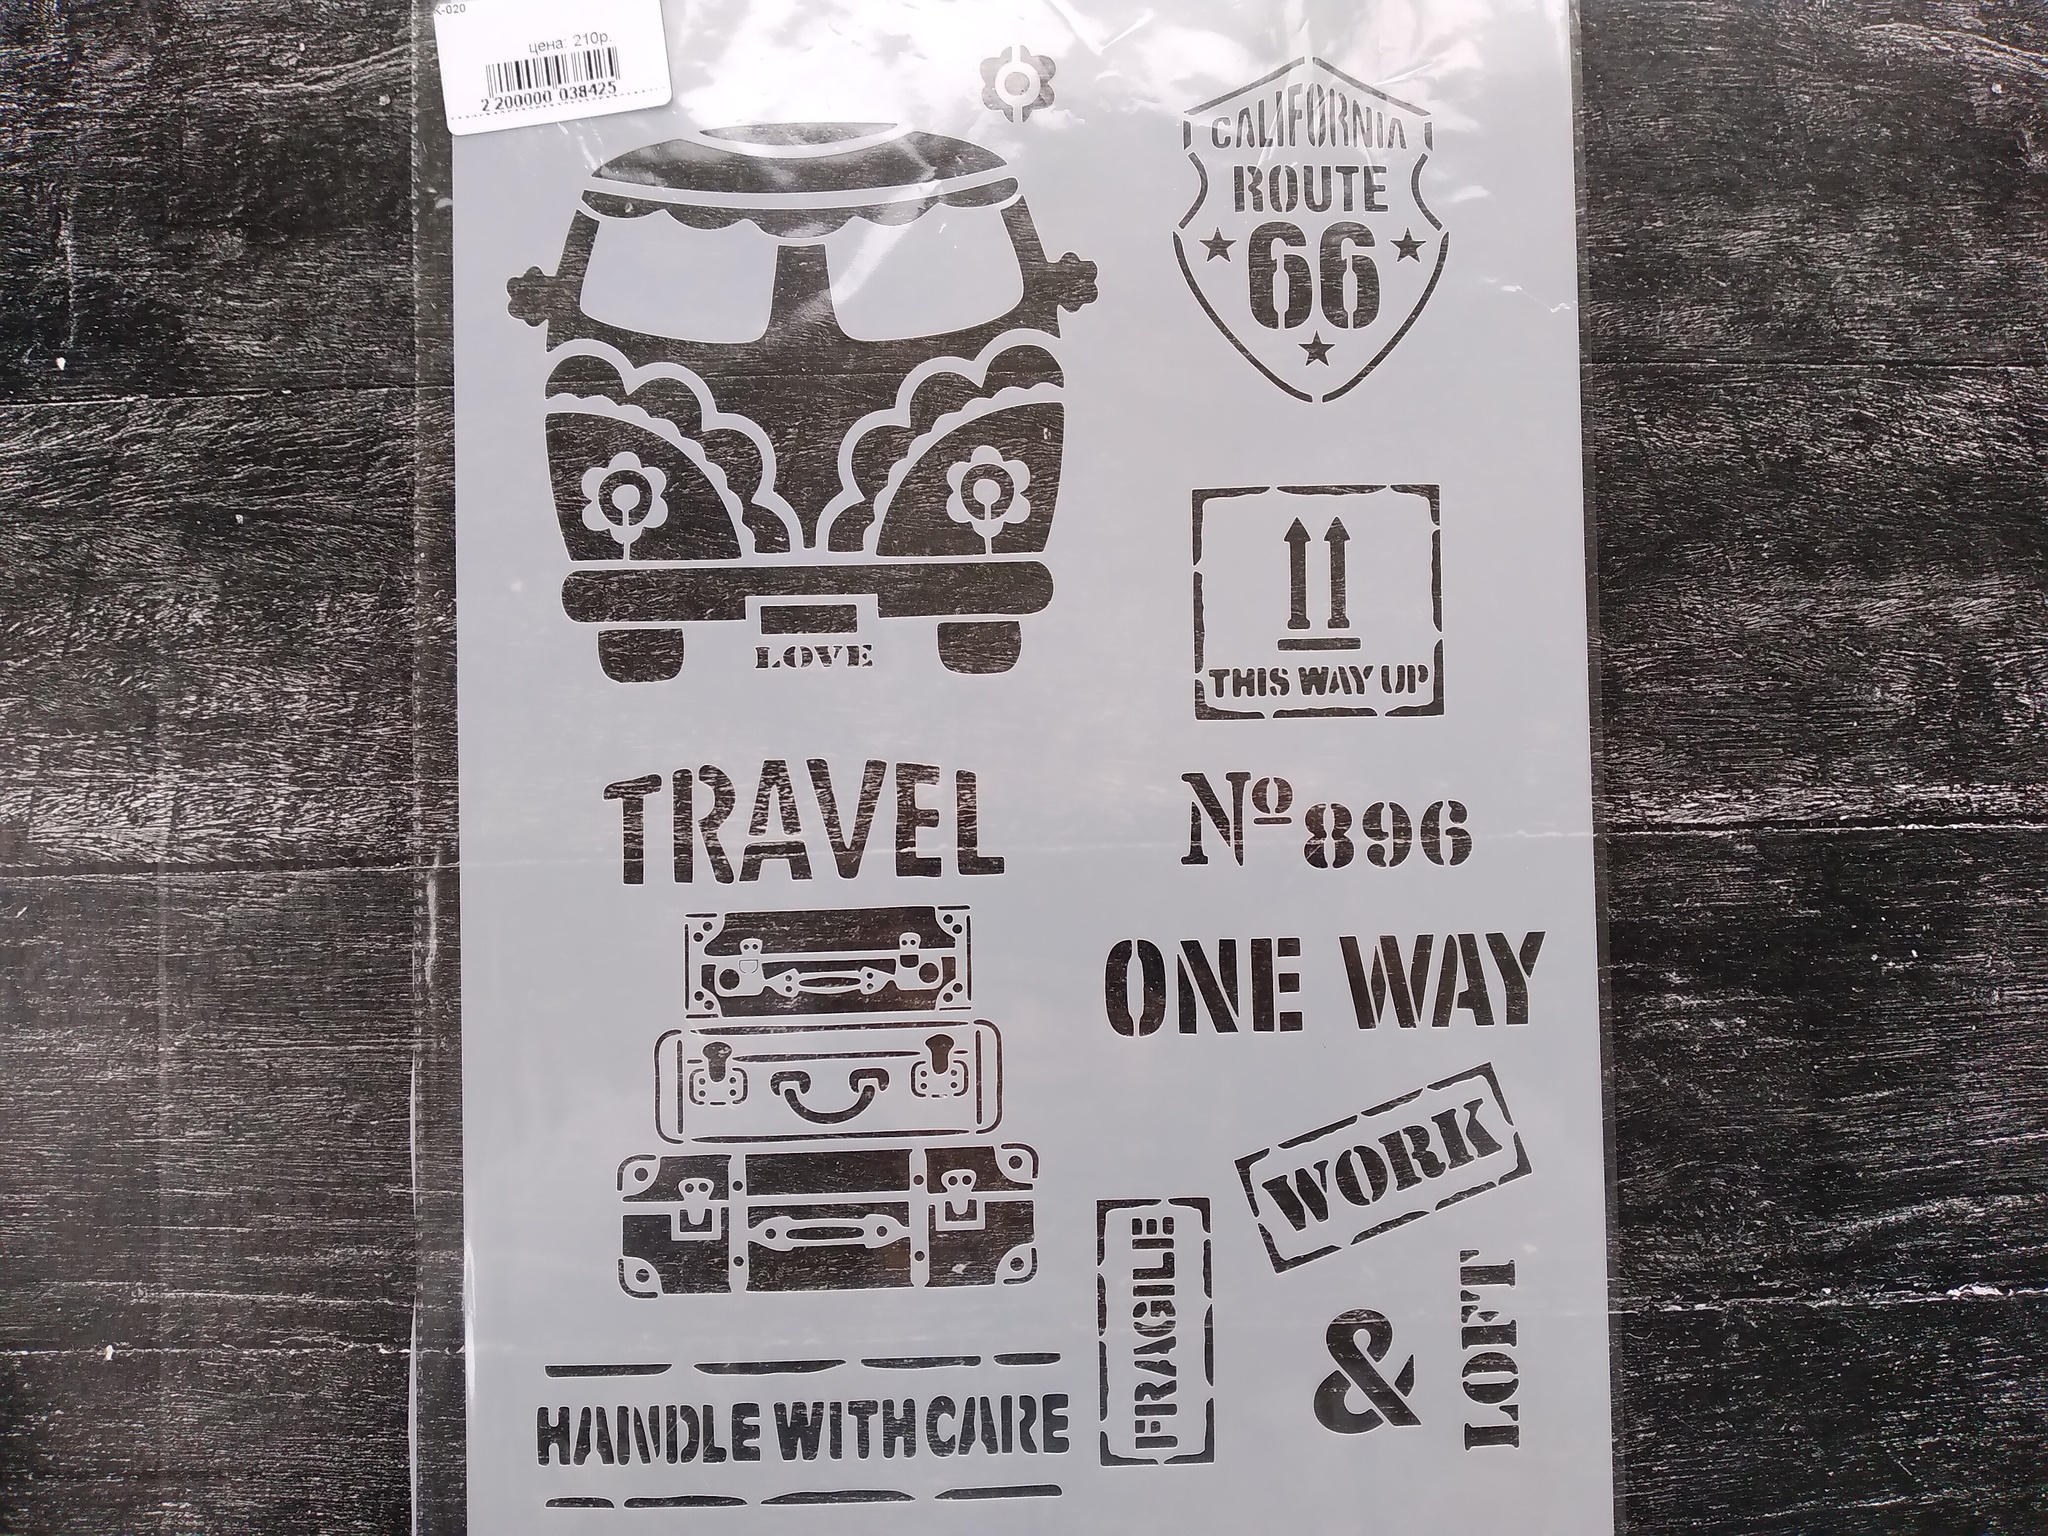 K-020
цена: 210р.
2 200000 038425
CALIFORNIA
ROUTE
66
LOVE
THIS WAY UP
TRAVEL
Nº 896
ONE WAY
WORK
FRAGILE
&
LOFT
HANDLE WITH CARE